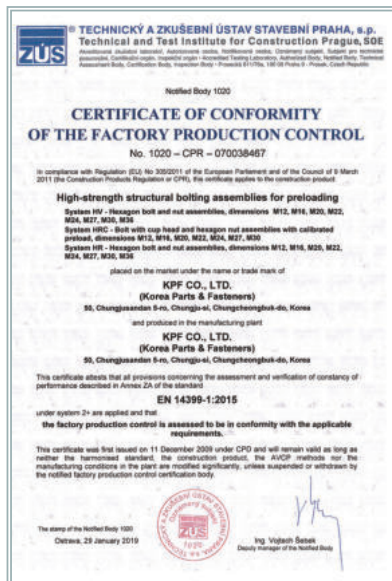 TECHNICKÝ A ZKUŠEBNÍ ÚSTAV STAVEBNÍ PRAHA, s.p.
Technical and Test Institute for Construction Prague, SOE
ZÚS
Notified Body 1020
CERTIFICATE OF CONFORMITY
OF THE FACTORY PRODUCTION CONTROL
No. 1020 – CPR – 070038467
In compliance with Regulation (EU) No 305/2011 of the European Parliament and of the Council of 9 March
2011 (the Construction Products Regulation or CPR), this certificate applies to the construction product
High-strength structural bolting assemblies for preloading
System HV - Hexagon bolt and nut assemblies, dimensions M12, M16, M20, M22,
M24, M27, M30, M36
System HRC - Bolt with cup head and hexagon nut assemblies with calibrated
preload, dimensions M12, M16, M20, M22, M24, M27, M30
System HR - Hexagon bolt and nut assemblies, dimensions M12, M16, M20, M22,
M24, M27, M30, M36
placed on the market under the name or trade mark of
KPF CO., LTD.
(Korea Parts & Fasteners)
50, Chungjusandan 5-ro, Chungju-si, Chungcheongbuk-do, Korea
and produced in the manufacturing plant
KPF CO., LTD.
(Korea Parts & Fasteners)
50, Chungjusandan 5-ro, Chungju-si, Chungcheongbuk-do, Korea
This certificate attests that all provisions concerning the assessment and verification of constancy of
performance described in Annex ZA of the standard
EN 14399-1:2015
under system 2+ are applied and that
the factory production control is assessed to be in conformity with the applicable
requirements.
This certificate was first issued on 11 December 2009 under CPD and will remain valid as long as
neither the harmonised standard, the construction product, the AVCP methods nor the
manufacturing conditions in the plant are modified significantly, unless suspended or withdrawn by
the notified factory production control certification body.
The stamp of the Notified Body 1020
Ostrava, 29 January 2019
1020
Ing. Vojtech Šebek
Deputy manager of the Notified Body